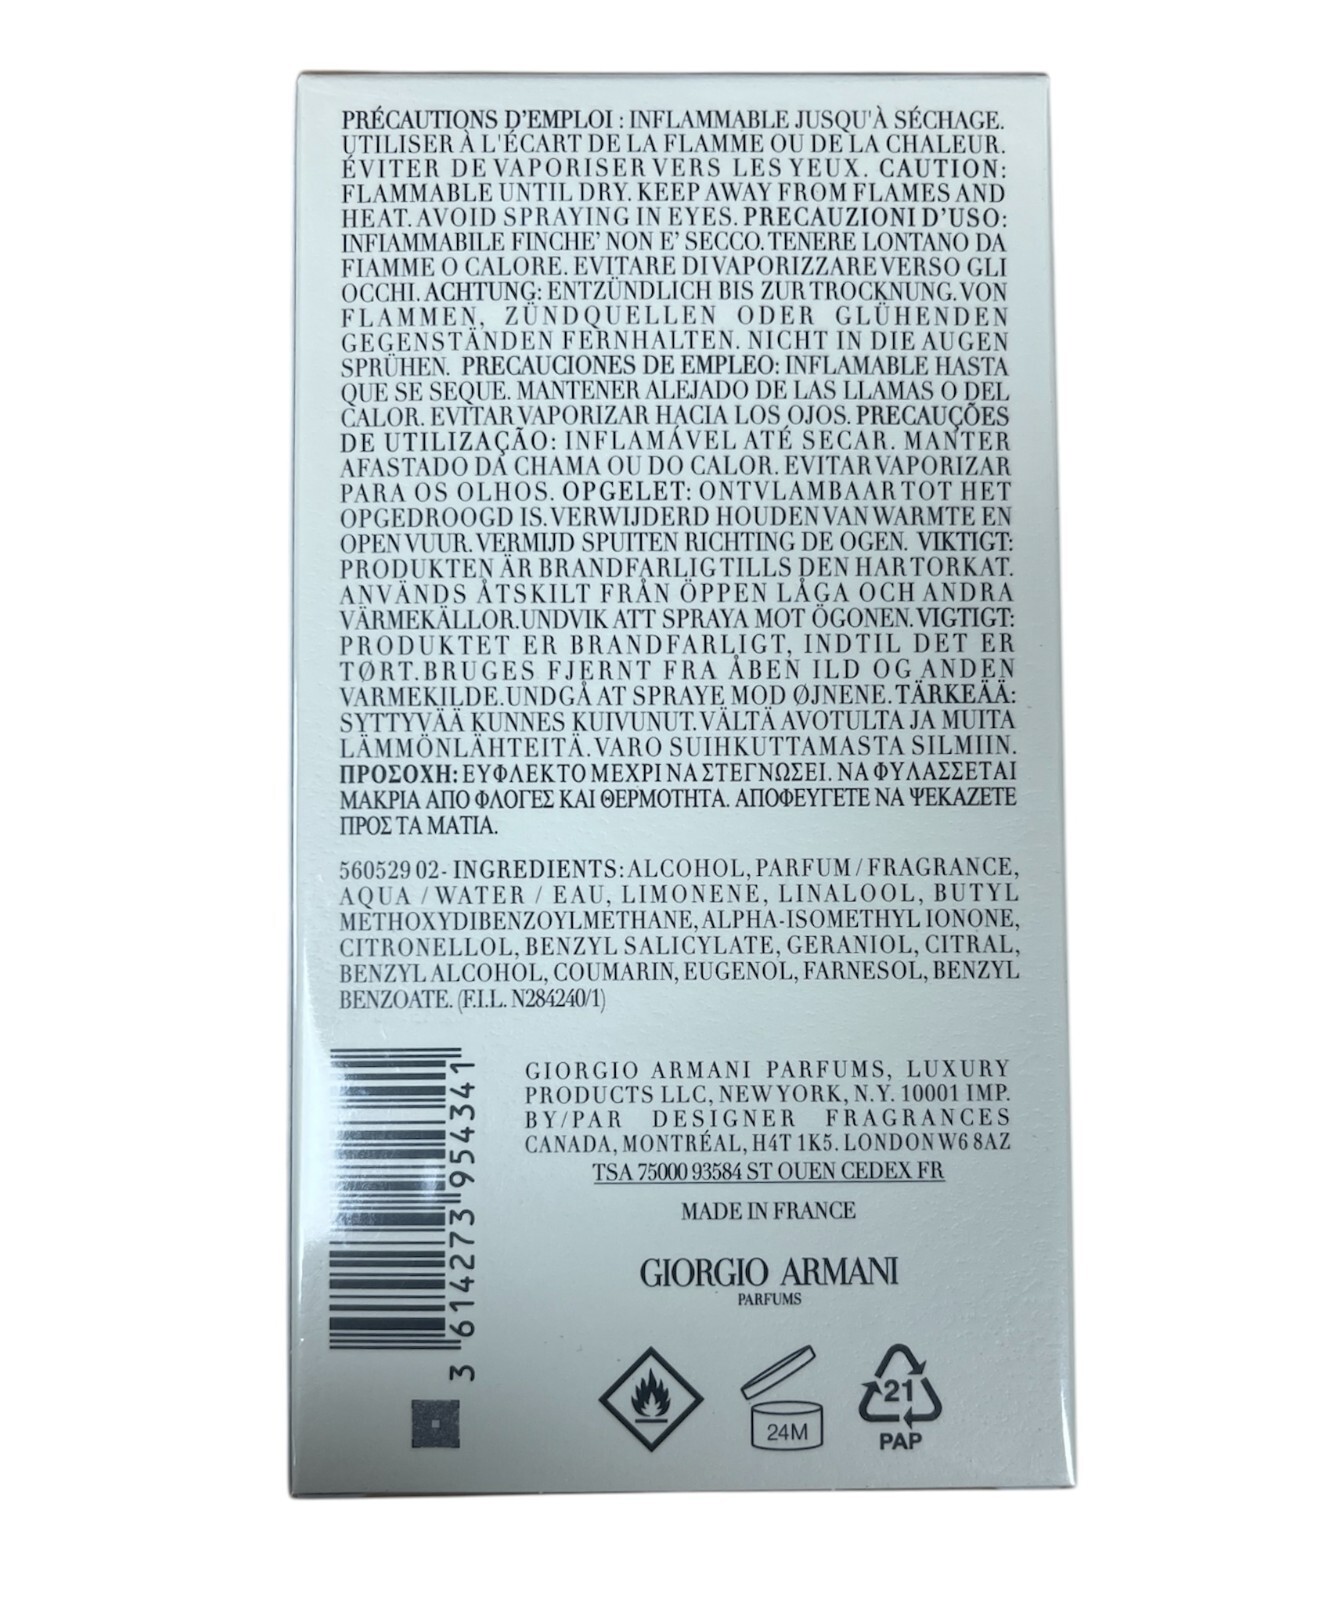 PRÉCAUTIONS D'EMPLOI : INFLAMMABLE JUSQU'À SÉCHAGE.
UTILISER À L'ÉCART DE LA FLAMME OU DE LA CHALEUR.
ÉVITER DE VAPORISER VERS LES YEUX. CAUTION:
FLAMMABLE UNTIL DRY. KEEP AWAY FROM FLAMES AND
HEAT. AVOID SPRAYING IN EYES. PRECAUZIONI D'USO:
INFIAMMABILE FINCHE' NON E' SECCO. TENERE LONTANO DA
FIAMME O CALORE. EVITARE DI VAPORIZZARE VERSO GLI
OCCHI. ACHTUNG: ENTZÜNDLICH BIS ZUR TROCKNUNG. VON
FLAMMEN, ZÜNDQUELLEN ODER GLÜHENDEN
GEGENSTÄNDEN FERNHALTEN. NICHT IN DIE AUGEN
SPRÜHEN. PRECAUCIONES DE EMPLEO: INFLAMABLE HASTA
QUE SE SEQUE. MANTENER ALEJADO DE LAS LLAMAS O DEL
CALOR. EVITAR VAPORIZAR HACIA LOS OJOS. PRECAUÇÕES
DE UTILIZAÇÃO: INFLAMÁVEL ATÉ SECAR. MANTER
AFASTADO DA CHAMA OU DO CALOR. EVITAR VAPORIZAR
PARA OS OLHOS. OPGELET: ONTVLAMBAAR TOT HET
OPGEDROOGD IS. VERWIJDERD HOUDEN VAN WARMTE EN
OPEN VUUR. VERMIJD SPUITEN RICHTING DE OGEN. VIKTIGT:
PRODUKTEN ÄR BRANDFARLIG TILLS DEN HAR TORKAT.
ANVÄNDS ÅTSKILT FRÅN ÖPPEN LÅGA OCH ANDRA
VÄRMEKÄLLOR. UNDVIK ATT SPRAYA MOT ÖGONEN. VIGTIGT:
PRODUKTET ER BRANDFARLIGT, INDTIL DET ER
TØRT. BRUGES FJERNT FRA ÅBEN ILD OG ANDEN
VARMEKILDE. UNDGÅ AT SPRAYE MOD ØJNENE. TÄRKEÄÄ:
SYTTYVÄÄ KUNNES KUIVUNUT. VÄLTÄ AVOTULTA JA MUITA
LÄMMÖNLÄHTEITÄ. VARO SUIHKUTTAMASTA SILMIIN.
ΠΡΟΣΟΧΗ: ΕΥΦΛΕΚΤΟ ΜΕΧΡΙ ΝΑ ΣΤΕΓΝΩΣΕΙ. ΝΑ ΦΥΛΑΣΣΕΤΑΙ
ΜΑΚΡΙΑ ΑΠΟ ΦΛΟΓΕΣ ΚΑΙ ΘΕΡΜΟΤΗΤΑ. ΑΠΟΦΕΥΓΕΤΕ ΝΑ ΨΕΚΑΖΕΤΕ
ΠΡΟΣ ΤΑ ΜΑΤΙΑ.
56052902 - INGREDIENTS: ALCOHOL, PARFUM / FRAGRANCE,
AQUA / WATER / EAU, LIMONENE, LINALOOL, BUTYL
METHOXYDIBENZOYLMETHANE, ALPHA-ISOMETHYL IONONE,
CITRONELLOL, BENZYL SALICYLATE, GERANIOL, CITRAL,
BENZYL ALCOHOL, COUMARIN, EUGENOL, FARNESOL, BENZYL
BENZOATE. (F.I.L. N284240/1)
3 614273 954341
GIORGIO ARMANI PARFUMS, LUXURY
PRODUCTS LLC, NEW YORK, N.Y. 10001 IMP.
BY/PAR DESIGNER FRAGRANCES
CANADA, MONTRÉAL, H4T 1K5. LONDON W6 8AZ
TSA 75000 93584 ST OUEN CEDEX FR
MADE IN FRANCE
GIORGIO ARMANI
PARFUMS
24M
21
PAP